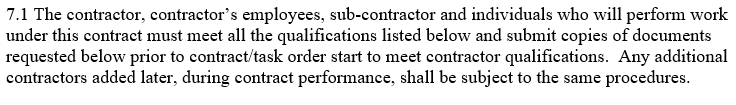 7.1 The contractor, contractor’s employees, sub-contractor and individuals who will perform work
under this contract must meet all the qualifications listed below and submit copies of documents
requested below prior to contract/task order start to meet contractor qualifications.  Any additional
contractors added later, during contract performance, shall be subject to the same procedures.